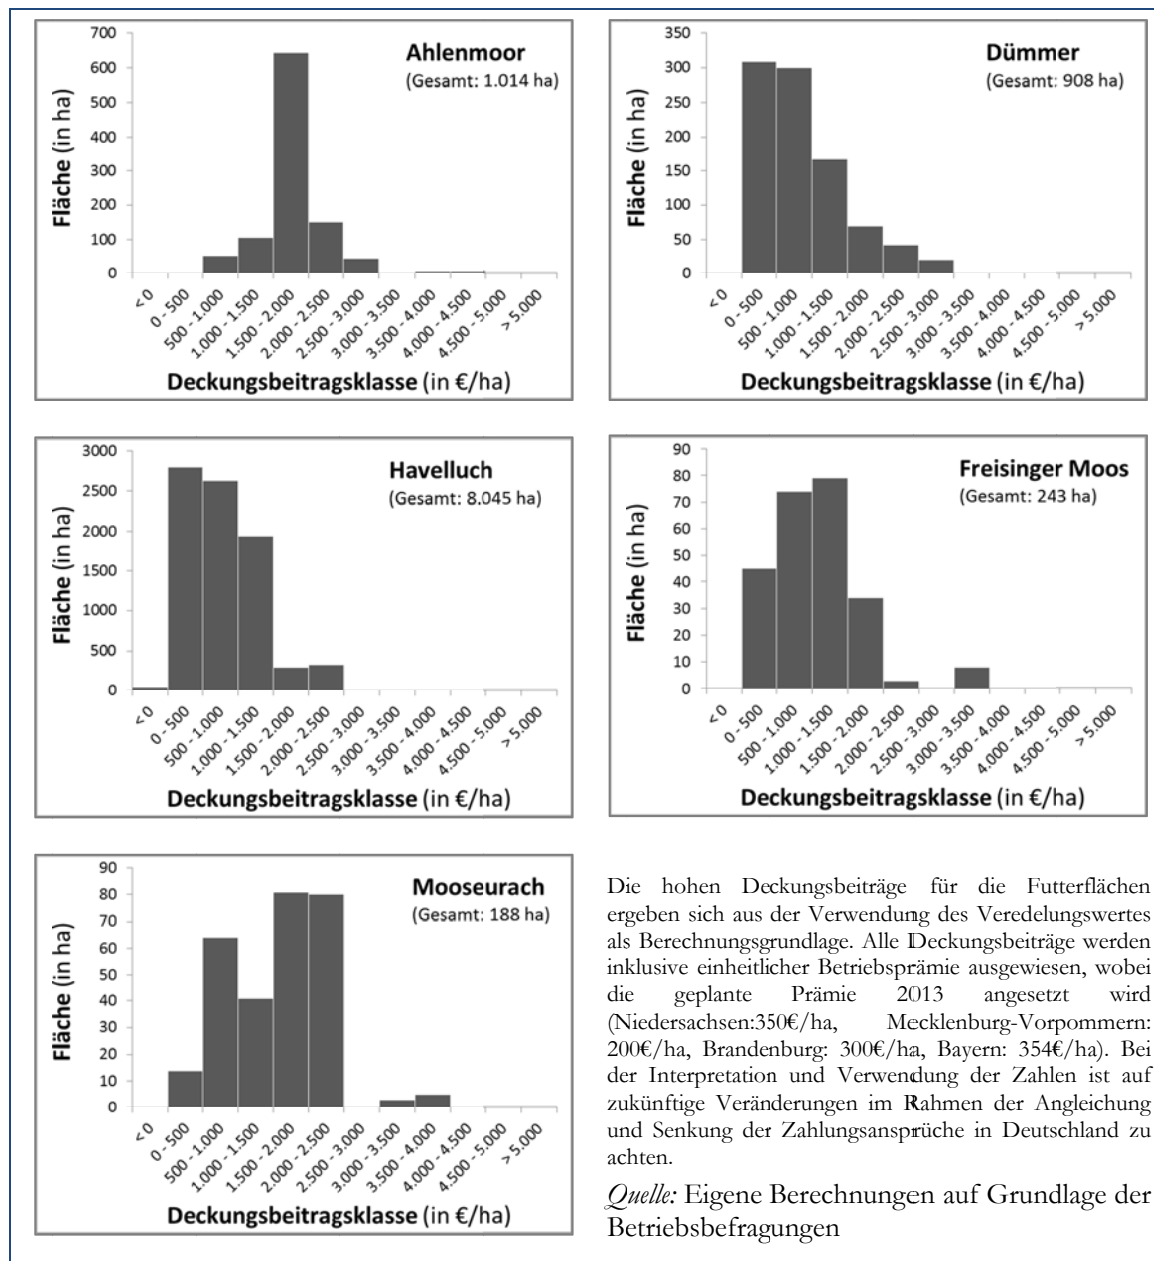 Ahlenmoor
(Gesamt: 1.014 ha)
Fläche (in ha)
700
600
500
400
300
200
100
0
< 0
0 - 500
500 - 1.000
1.000 - 1.500
1.500 - 2.000
2.000 - 2.500
2.500 - 3.000
3.000 - 3.500
3.500 - 4.000
4.000 - 4.500
4.500 - 5.000
> 5.000
Deckungsbeitragsklasse (in €/ha)
Dümmer
(Gesamt: 908 ha)
Fläche (in ha)
350
300
250
200
150
100
50
0
< 0
0 - 500
500 - 1.000
1.000 - 1.500
1.500 - 2.000
2.000 - 2.500
2.500 - 3.000
3.000 - 3.500
3.500 - 4.000
4.000 - 4.500
4.500 - 5.000
> 5.000
Deckungsbeitragsklasse (in €/ha)
Havelluch
(Gesamt: 8.045 ha)
Fläche (in ha)
3000
2500
2000
1500
1000
500
0
< 0
0 - 500
500 - 1.000
1.000 - 1.500
1.500 - 2.000
2.000 - 2.500
2.500 - 3.000
3.000 - 3.500
3.500 - 4.000
4.000 - 4.500
4.500 - 5.000
> 5.000
Deckungsbeitragsklasse (in €/ha)
Freisinger Moos
(Gesamt: 243 ha)
Fläche (in ha)
90
80
70
60
50
40
30
20
10
0
< 0
0 - 500
500 - 1.000
1.000 - 1.500
1.500 - 2.000
2.000 - 2.500
2.500 - 3.000
3.000 - 3.500
3.500 - 4.000
4.000 - 4.500
4.500 - 5.000
> 5.000
Deckungsbeitragsklasse (in €/ha)
Mooseurach
(Gesamt: 188 ha)
Fläche (in ha)
90
80
70
60
50
40
30
20
10
0
< 0
0 - 500
500 - 1.000
1.000 - 1.500
1.500 - 2.000
2.000 - 2.500
2.500 - 3.000
3.000 - 3.500
3.500 - 4.000
4.000 - 4.500
4.500 - 5.000
> 5.000
Deckungsbeitragsklasse (in €/ha)
Die hohen Deckungsbeiträge für die Futterflächen
ergeben sich aus der Verwendung des Veredelungswertes
als Berechnungsgrundlage. Alle Deckungsbeiträge werden
inklusive einheitlicher Betriebsprämie ausgewiesen, wobei
die geplante Prämie 2013 angesetzt wird
(Niedersachsen:350€/ha, Mecklenburg-Vorpommern:
200€/ha, Brandenburg: 300€/ha, Bayern: 354€/ha). Bei
der Interpretation und Verwendung der Zahlen ist auf
zukünftige Veränderungen im Rahmen der Angleichung
und Senkung der Zahlungsansprüche in Deutschland zu
achten.
Quelle: Eigene Berechnungen auf Grundlage der
Betriebsbefragungen